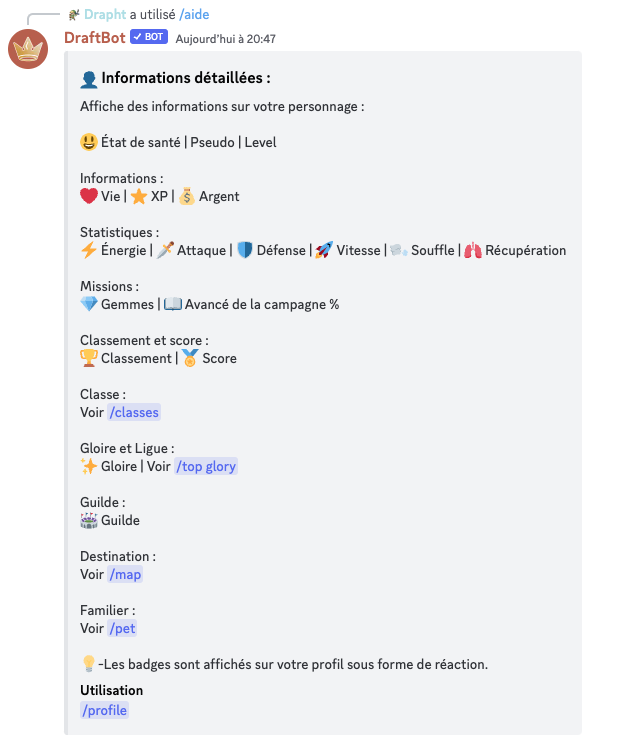 Drapht a utilisé /aide
DraftBot ✓ BOT Aujourd'hui à 20:47
Informations détaillées :
Affiche des informations sur votre personnage :
État de santé | Pseudo | Level
Informations :
Vie | XP | Argent
Statistiques :
Énergie | Attaque | Défense | Vitesse | Souffle | Récupération
Missions :
Gemmes | Avancé de la campagne %
Classement et score :
Classement | Score
Classe :
Voir /classes
Gloire et Ligue :
Gloire | Voir /top glory
Guilde :
Guilde
Destination :
Voir /map
Familier :
Voir /pet
-Les badges sont affichés sur votre profil sous forme de réaction.
Utilisation
/profile